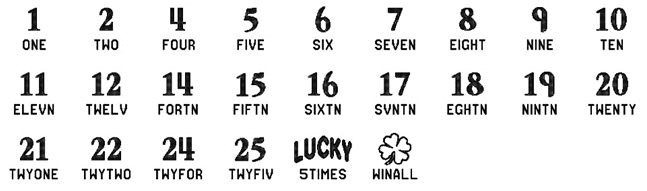 1 2 4 5 6 7 8 9 10
ONE TWO FOUR FIVE SIX SEVEN EIGHT NINE TEN
11 12 14 15 16 17 18 19 20
ELEVN TWELV FORTN FIFTN SIXTN SVNTN EGHTN NINTN TWENTY
21 22 24 25 LUCKY
TWYONE TWYTWO TWYFOR TWYFIV 5TIMES WINALL